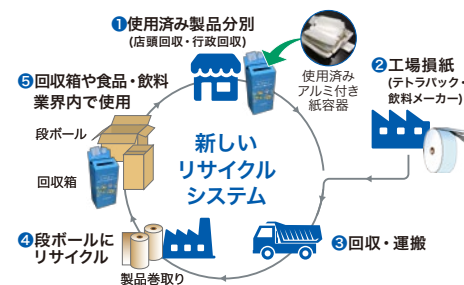 ❶使用済み製品分別
(店頭回収・行政回収)
使用済み
アルミ付き
紙容器
❷工場損紙
(テトラパック・
飲料メーカー)
❸回収・運搬
❹段ボールに
リサイクル
製品巻取り
❺回収箱や食品・飲料
業界内で使用
段ボール
回収箱
新しい
リサイクル
システム